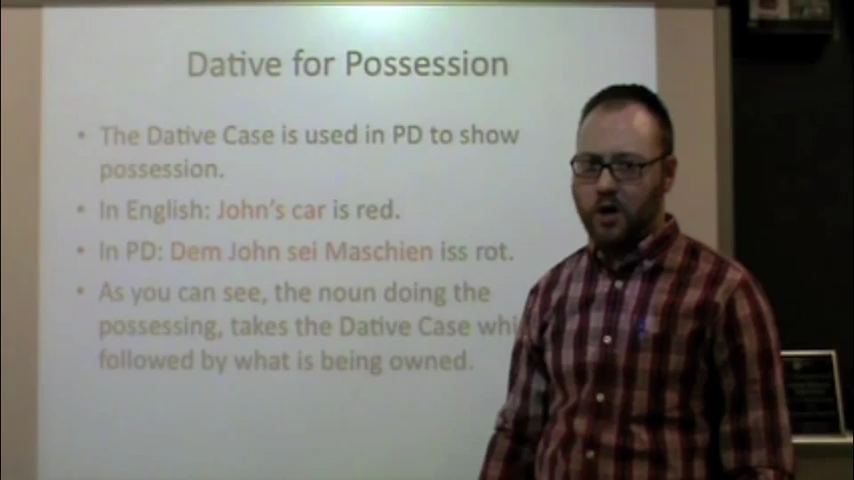 Dative for Possession
• The Dative Case is used in PD to show
possession.
• In English: John's car is red.
• In PD: Dem John sei Maschien iss rot.
• As you can see, the noun doing the
possessing, takes the Dative Case
followed by what is being owned.